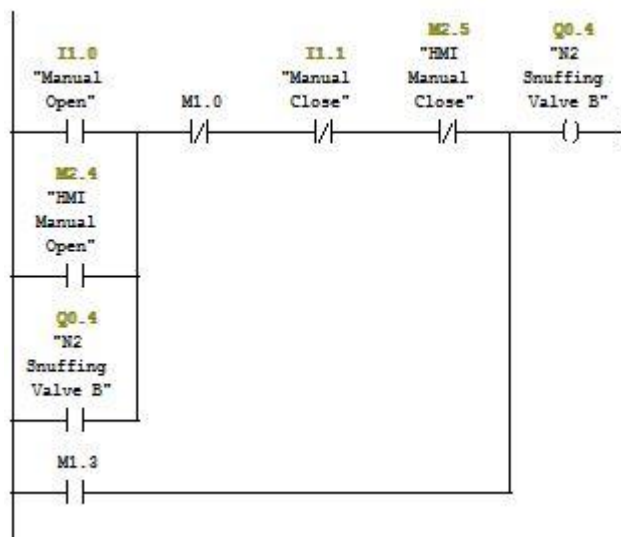 I1.0
"Manual
Open"
M1.0
I1.1
"Manual
Close"
M2.5
"HMI
Manual
Close"
Q0.4
"N2
Snuffing
Valve B"
M2.4
"HMI
Manual
Open"
Q0.4
"N2
Snuffing
Valve B"
M1.3